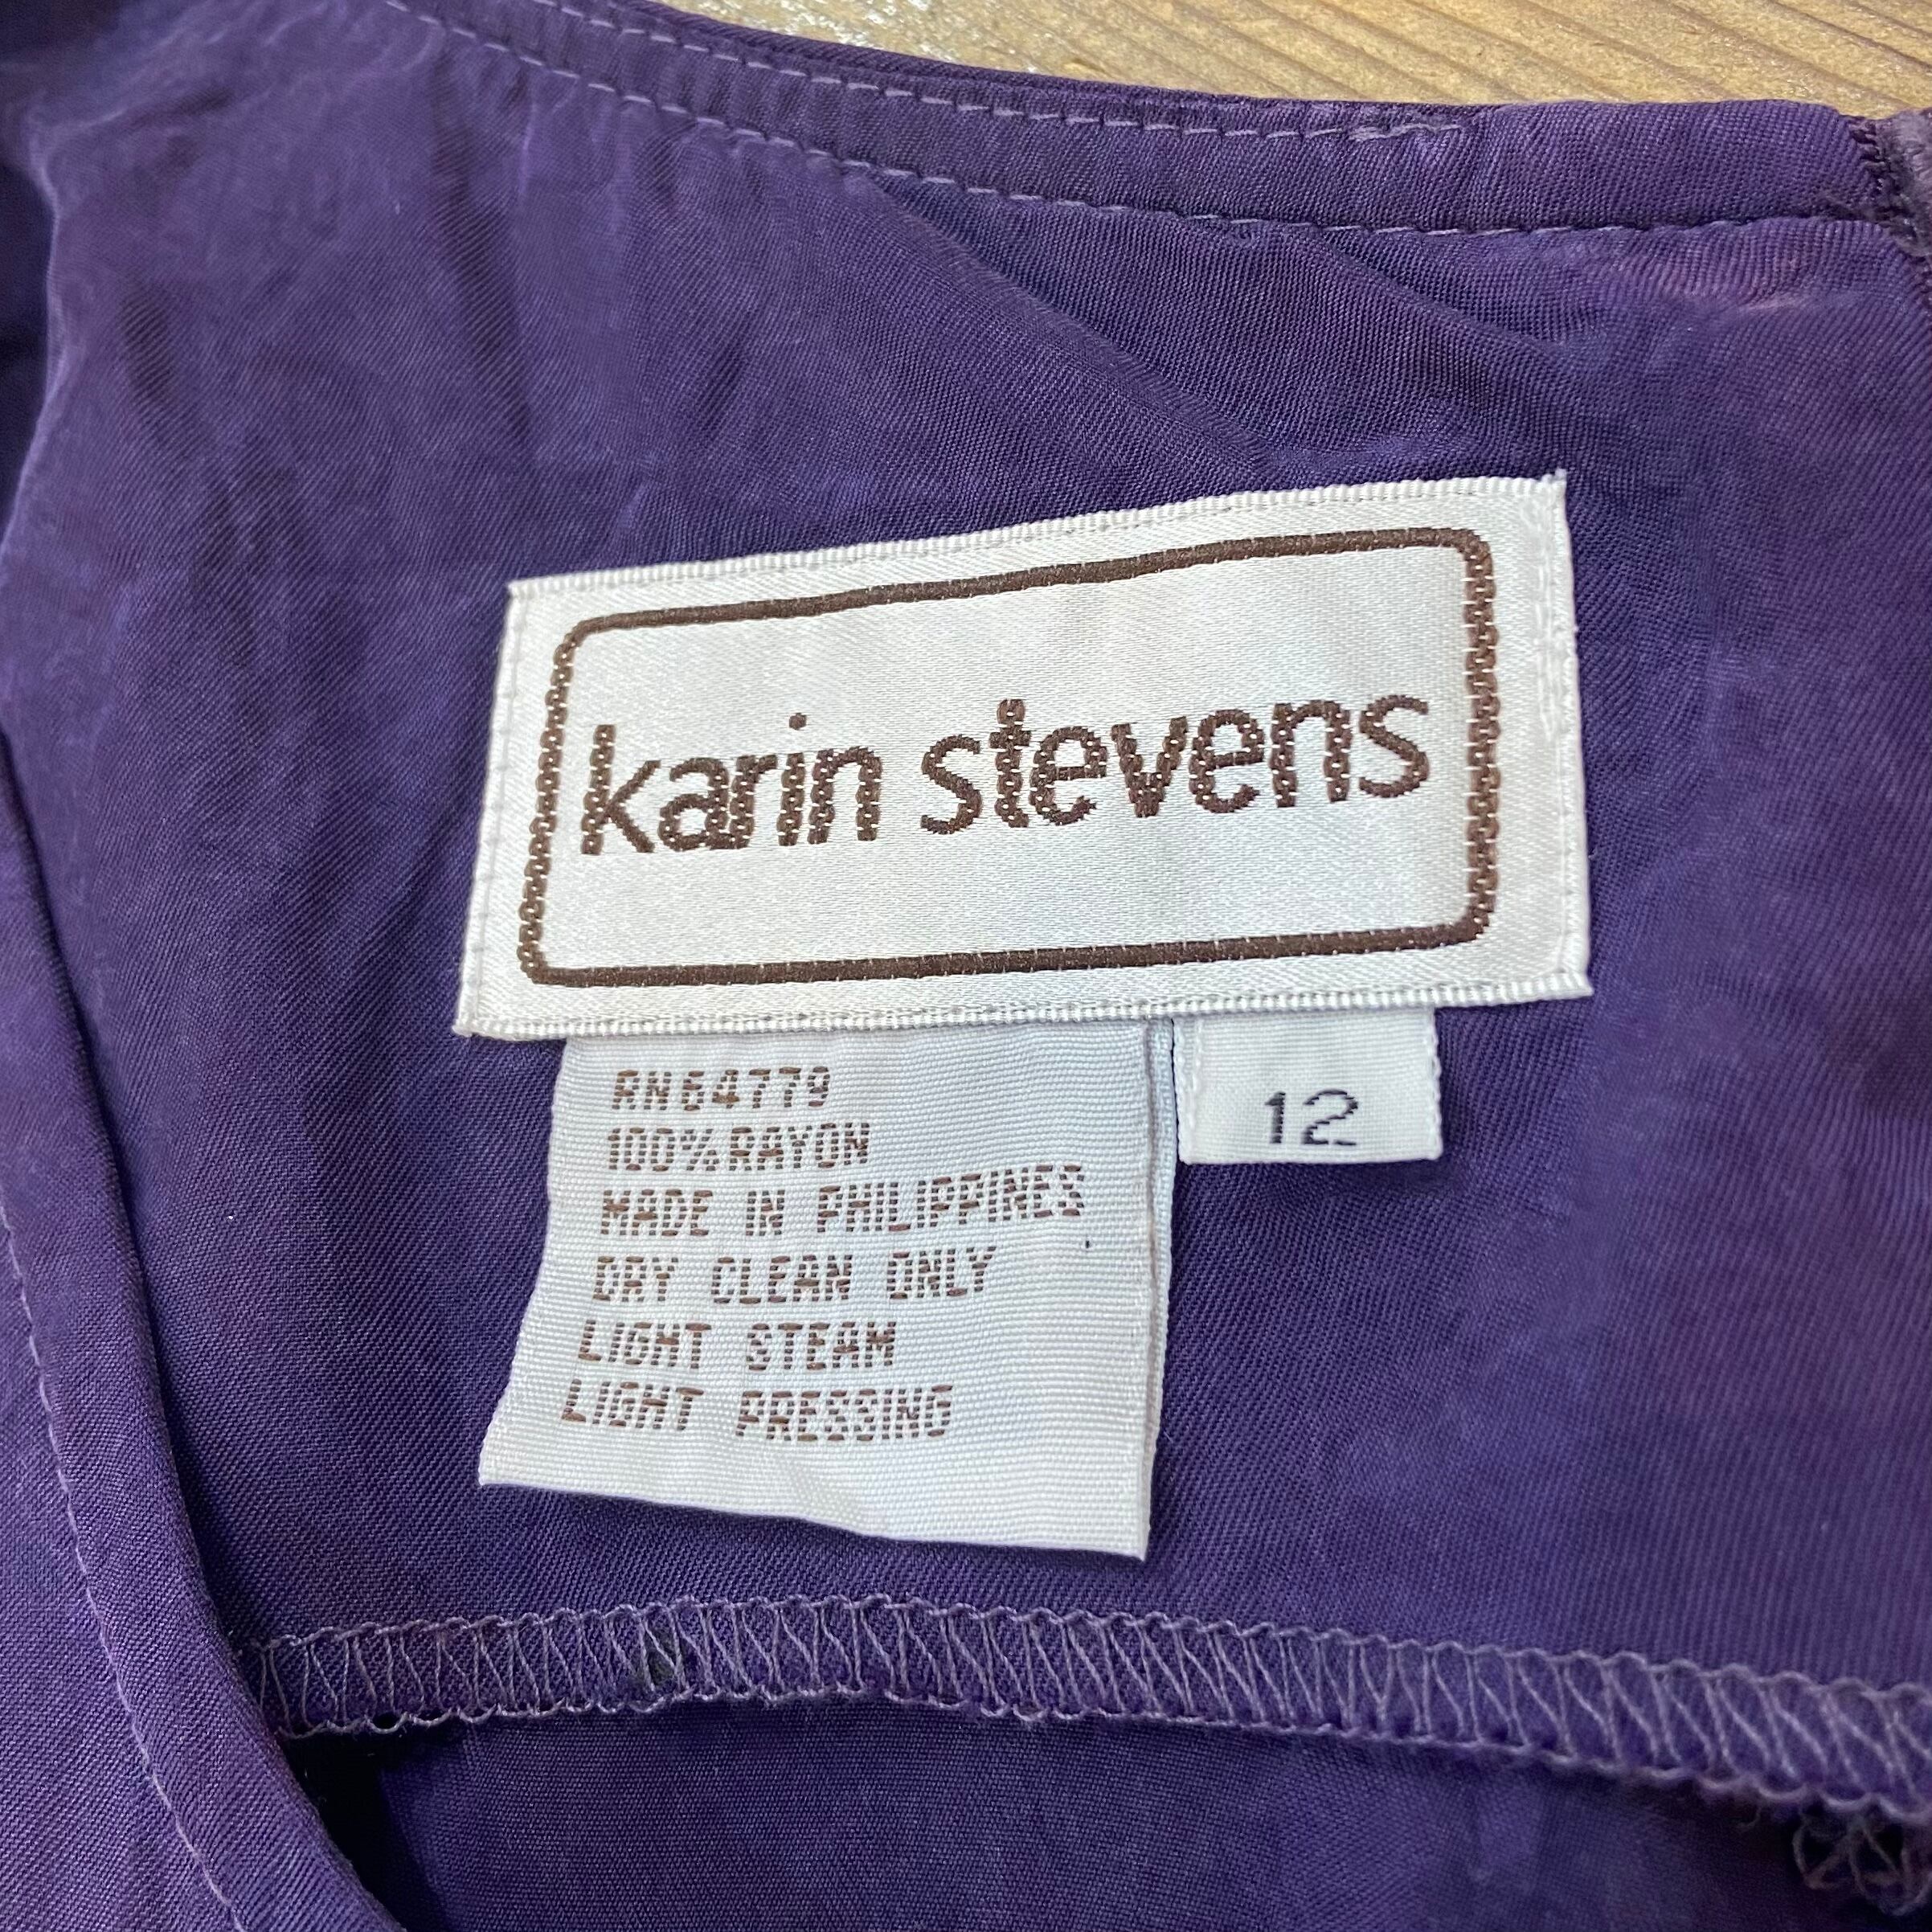 karin stevens
RN64779
100% RAYON
MADE IN PHILIPPINES
DRY CLEAN ONLY
LIGHT STEAM
LIGHT PRESSING
12